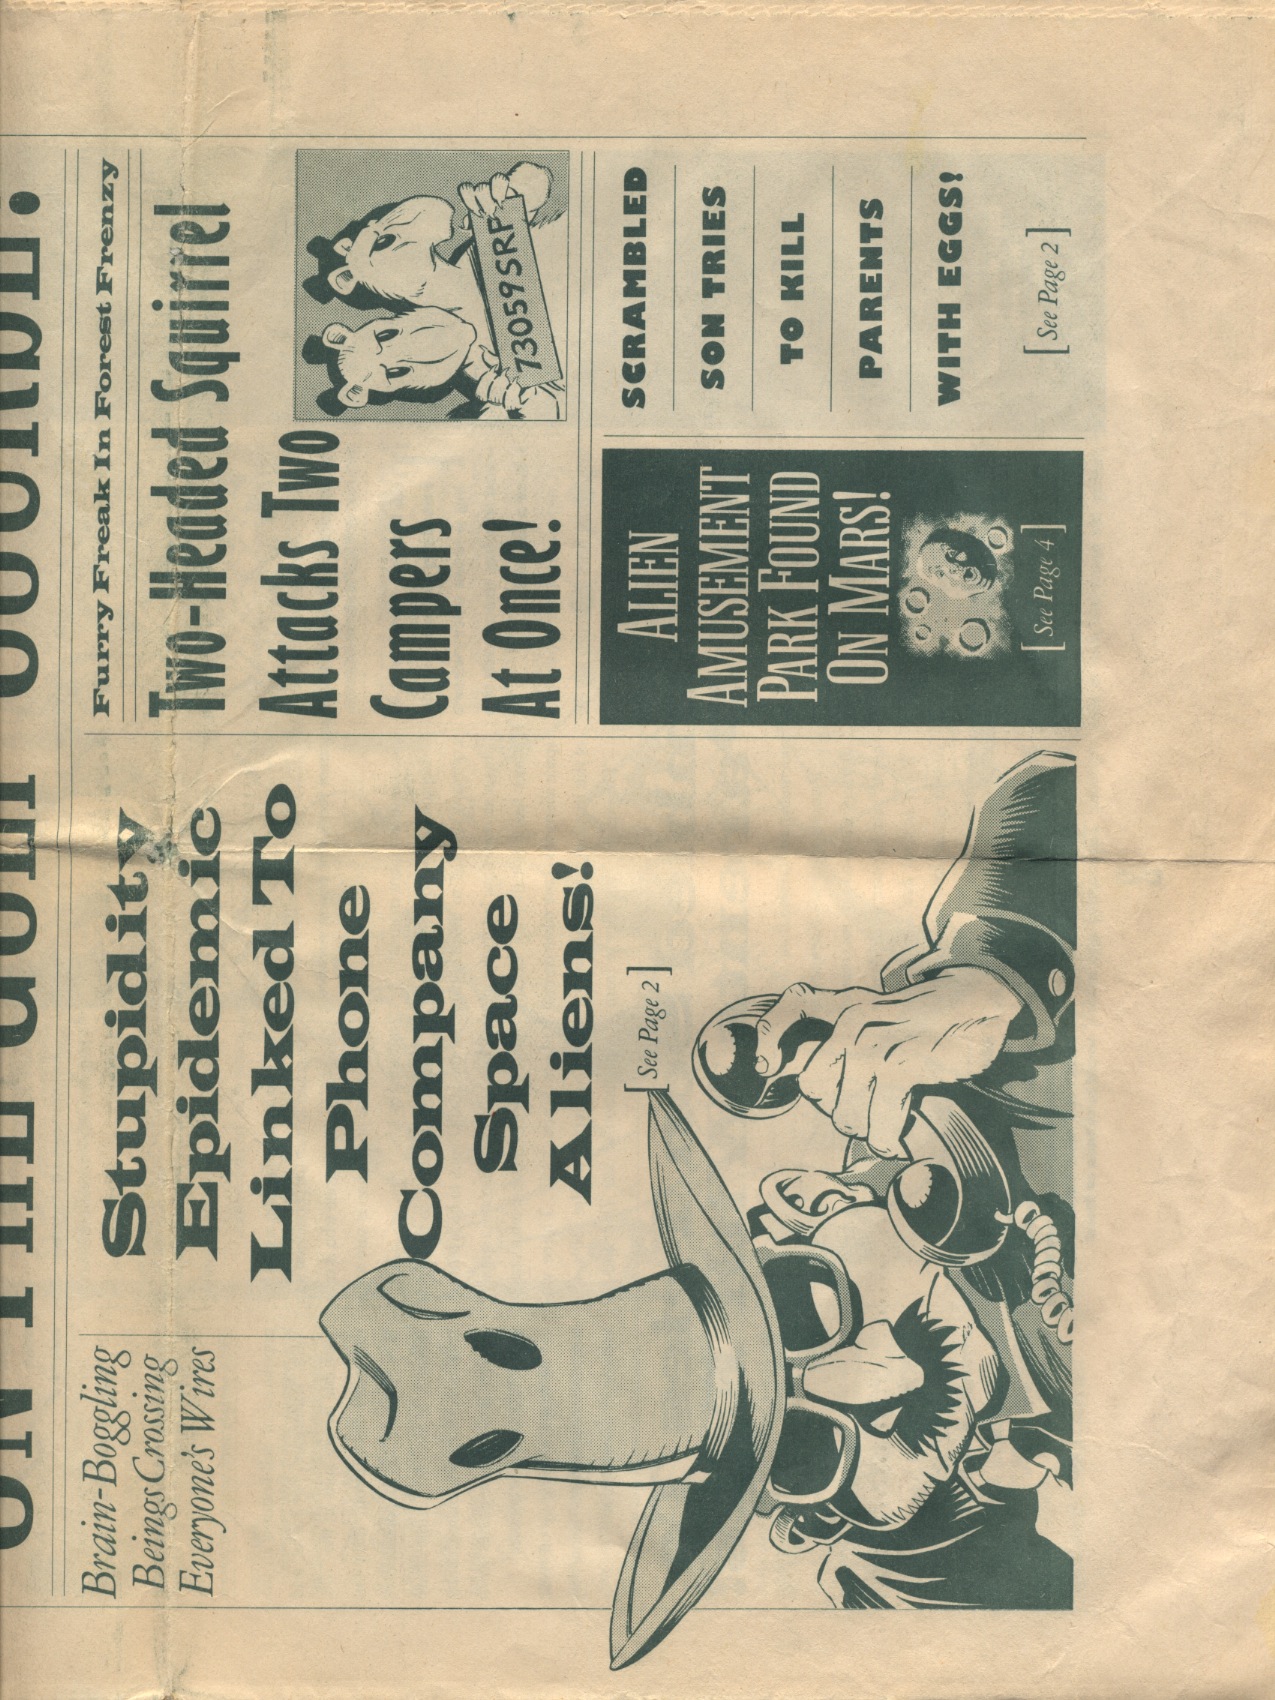 ON THE
Brain-Boggling
Beings Crossing
Everyone's Wires
Stupidity
Epidemic
Linked To
Phone
Company
Space
Aliens!
[ See Page 2 ]
Furry Freak In Forest Frenzy
Two-Headed Squirrel
Attacks Two
Campers
At Once!
73059SRP
ALIEN
AMUSEMENT
PARK FOUND
ON MARS!
[ See Page 4 ]
SCRAMBLED
SON TRIES
TO KILL
PARENTS
WITH EGGS!
[ See Page 2 ]